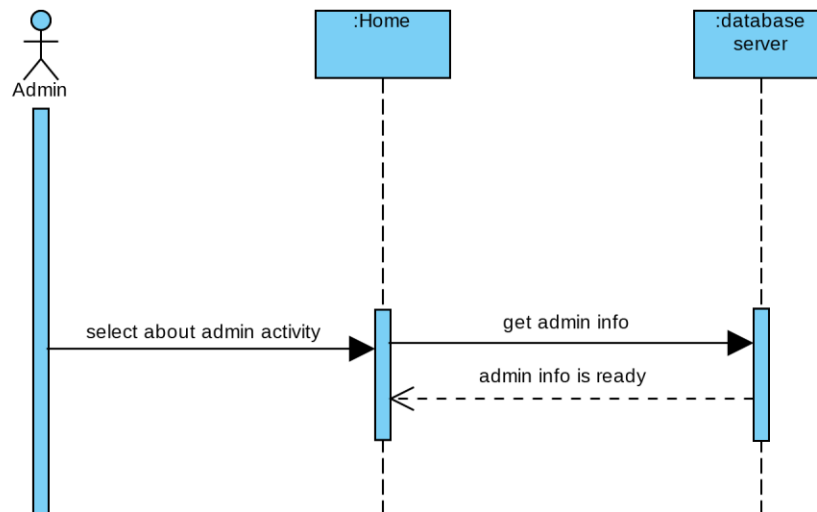 :Home
:database
server
Admin
select about admin activity
get admin info
admin info is ready